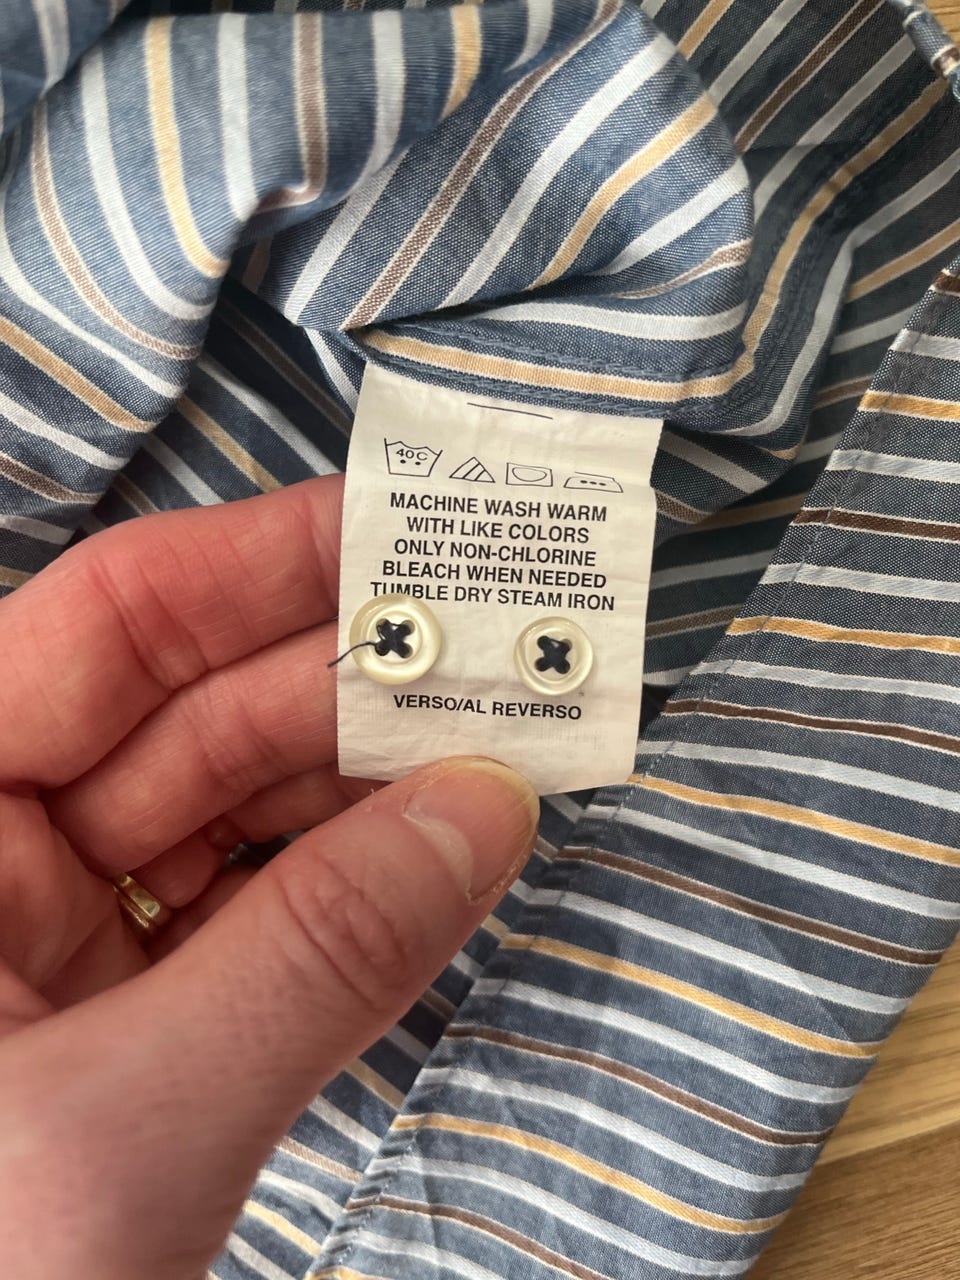 40C
MACHINE WASH WARM
WITH LIKE COLORS
ONLY NON-CHLORINE
BLEACH WHEN NEEDED
TUMBLE DRY STEAM IRON
VERSO/AL REVERSO